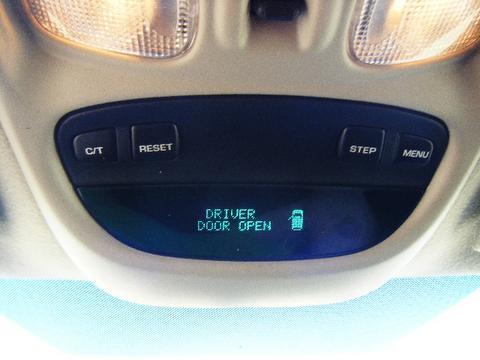 C/T RESET STEP MENU
DRIVER
DOOR OPEN